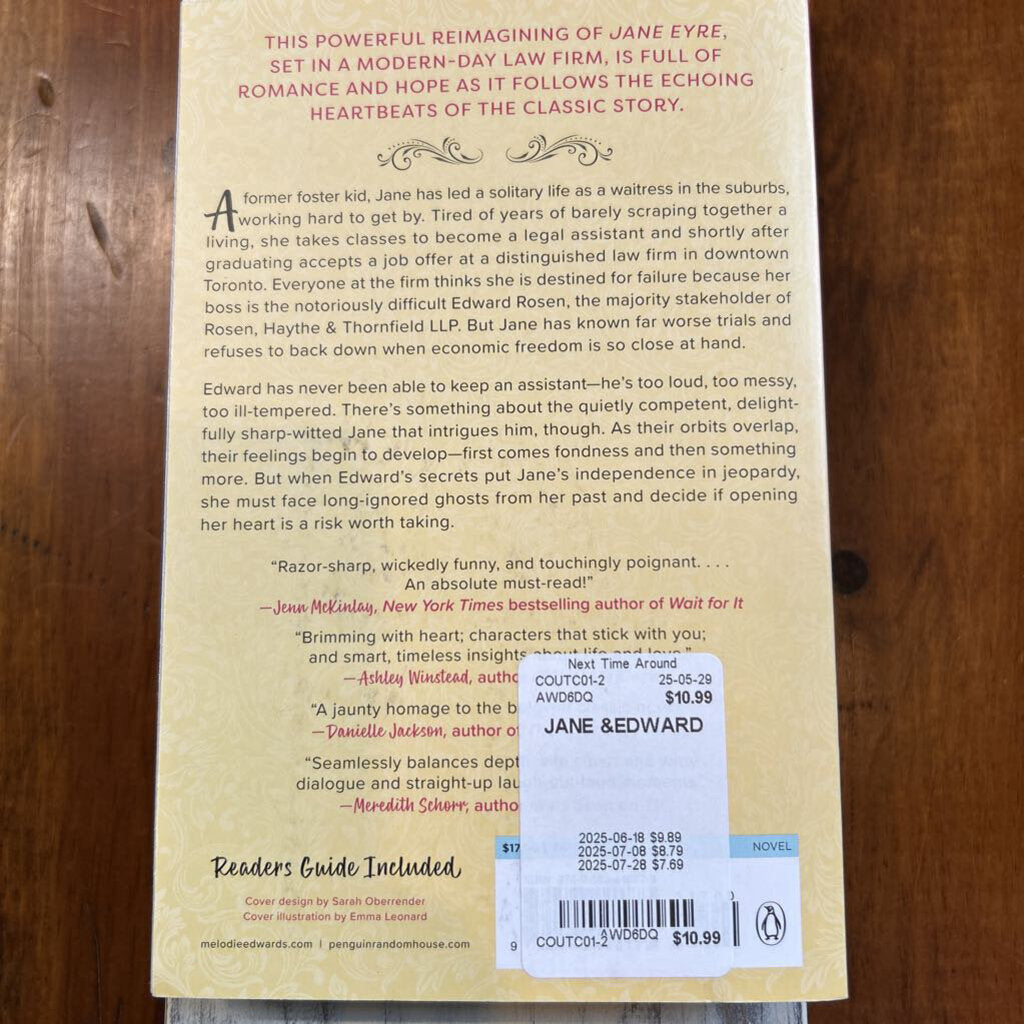 THIS POWERFUL REIMAGINING OF JANE EYRE,
SET IN A MODERN-DAY LAW FIRM, IS FULL OF
ROMANCE AND HOPE AS IT FOLLOWS THE ECHOING
HEARTBEATS OF THE CLASSIC STORY.
A former foster kid, Jane has led a solitary life as a waitress in the suburbs,
working hard to get by. Tired of years of barely scraping together a
living, she takes classes to become a legal assistant and shortly after
graduating accepts a job offer at a distinguished law firm in downtown
Toronto. Everyone at the firm thinks she is destined for failure because her
boss is the notoriously difficult Edward Rosen, the majority stakeholder of
Rosen, Haythe & Thornfield LLP. But Jane has known far worse trials and
refuses to back down when economic freedom is so close at hand.
Edward has never been able to keep an assistant—he's too loud, too messy,
too ill-tempered. There's something about the quietly competent, delight-
fully sharp-witted Jane that intrigues him, though. As their orbits overlap,
their feelings begin to develop—first comes fondness and then something
more. But when Edward's secrets put Jane's independence in jeopardy,
she must face long-ignored ghosts from her past and decide if opening
her heart is a risk worth taking.
"Razor-sharp, wickedly funny, and touchingly poignant. . . .
An absolute must-read!"
—Jenn McKinlay, New York Times bestselling author of Wait for It
"Brimming with heart; characters that stick with you;
and smart, timeless insights about life and love."
—Ashley Winstead,
"A jaunty homage to the
—Danielle Jackson, author
"Seamlessly balances
dialogue and straight-up
—Meredith Schorr,
Next Time Around
COUTC01-2 25-05-29
AWD6DQ $10.99
JANE &EDWARD
2025-06-18 $9.89
2025-07-08 $8.79
2025-07-28 $7.69
COUTC01-2 AWD6DQ $10.99
$17
NOVEL
9
Readers Guide Included
Cover design by Sarah Oberrender
Cover illustration by Emma Leonard
melodieedwards.com | penguinrandomhouse.com